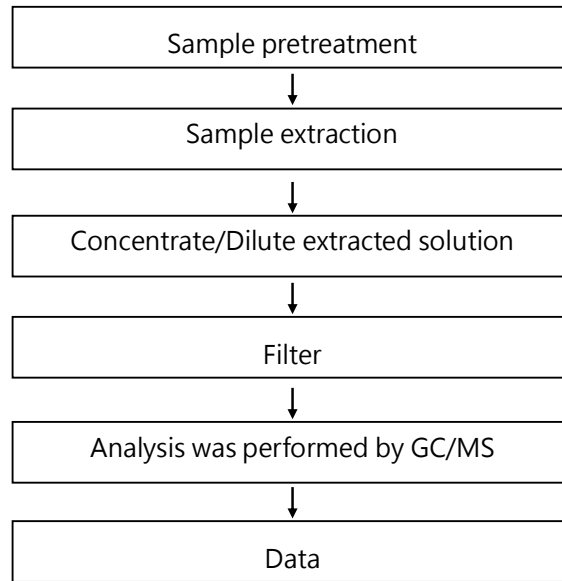 Sample pretreatment
Sample extraction
Concentrate/Dilute extracted solution
Filter
Analysis was performed by GC/MS
Data